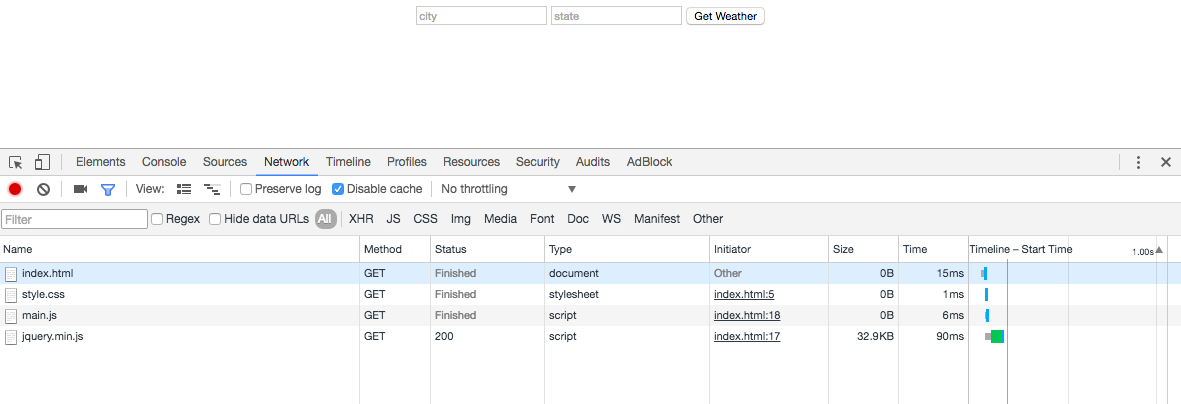 city state Get Weather
Elements Console Sources Network Timeline Profiles Resources Security Audits AdBlock
View: Preserve log Disable cache No throttling
Filter Regex Hide data URLs All XHR JS CSS Img Media Font Doc WS Manifest Other
Name Method Status Type Initiator Size Time Timeline – Start Time 1.00s
index.html GET Finished document Other 0B 15ms
style.css GET Finished stylesheet index.html:5 0B 1ms
main.js GET Finished script index.html:18 0B 6ms
jquery.min.js GET 200 script index.html:17 32.9KB 90ms